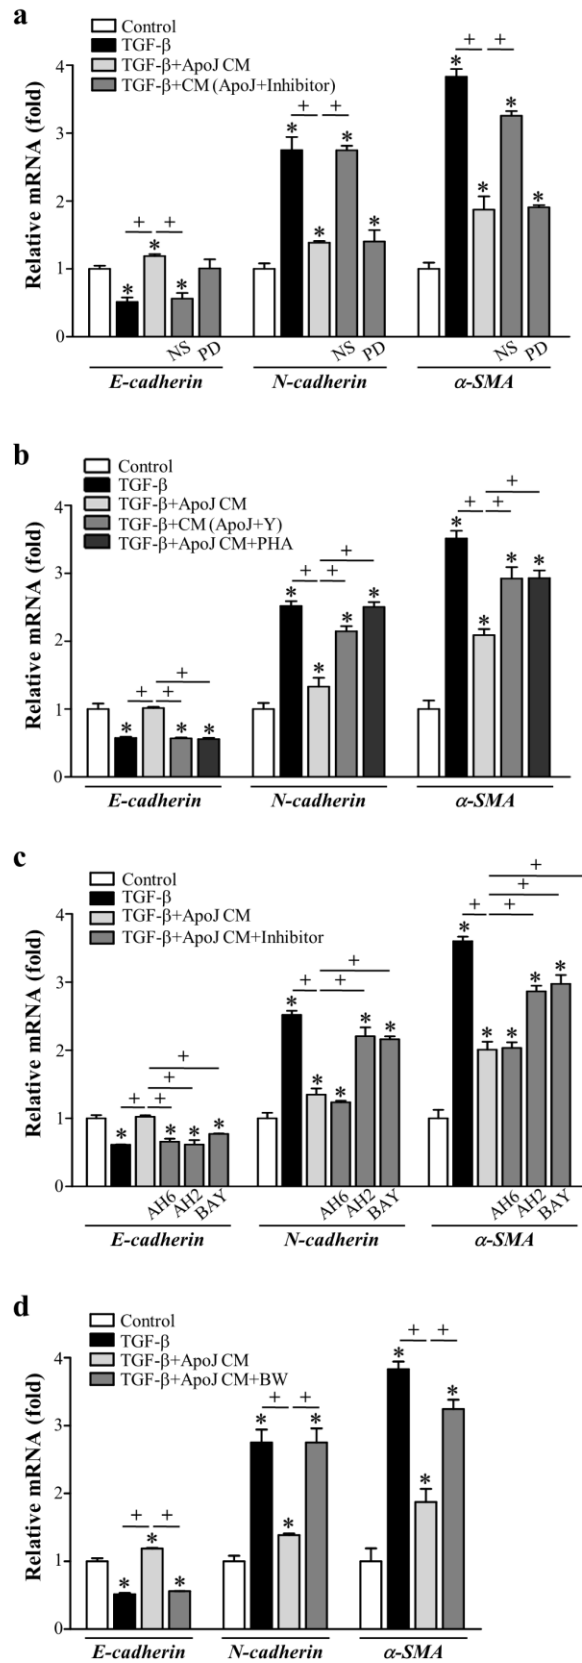 a
Control
TGF-β
TGF-β+ApoJ CM
TGF-β+CM (ApoJ+Inhibitor)
Relative mRNA (fold)
4
3
2
1
0
+ +
+ +
+ +
* * *
* * * *
* * * *
NS PD NS PD NS PD
E-cadherin N-cadherin α-SMA
b
Control
TGF-β
TGF-β+ApoJ CM
TGF-β+CM (ApoJ+Y)
TGF-β+ApoJ CM+PHA
Relative mRNA (fold)
4
3
2
1
0
+
+ +
+
+ +
+
+ +
* * *
* * * *
* * * *
E-cadherin N-cadherin α-SMA
c
Control
TGF-β
TGF-β+ApoJ CM
TGF-β+ApoJ CM+Inhibitor
Relative mRNA (fold)
4
3
2
1
0
+
+
+ +
+
+ +
+
+
+ +
* * * *
* * * * *
* * * * *
AH6 AH2 BAY AH6 AH2 BAY AH6 AH2 BAY
E-cadherin N-cadherin α-SMA
d
Control
TGF-β
TGF-β+ApoJ CM
TGF-β+ApoJ CM+BW
Relative mRNA (fold)
4
3
2
1
0
+ +
+ +
+ +
* * *
* * *
* * *
E-cadherin N-cadherin α-SMA